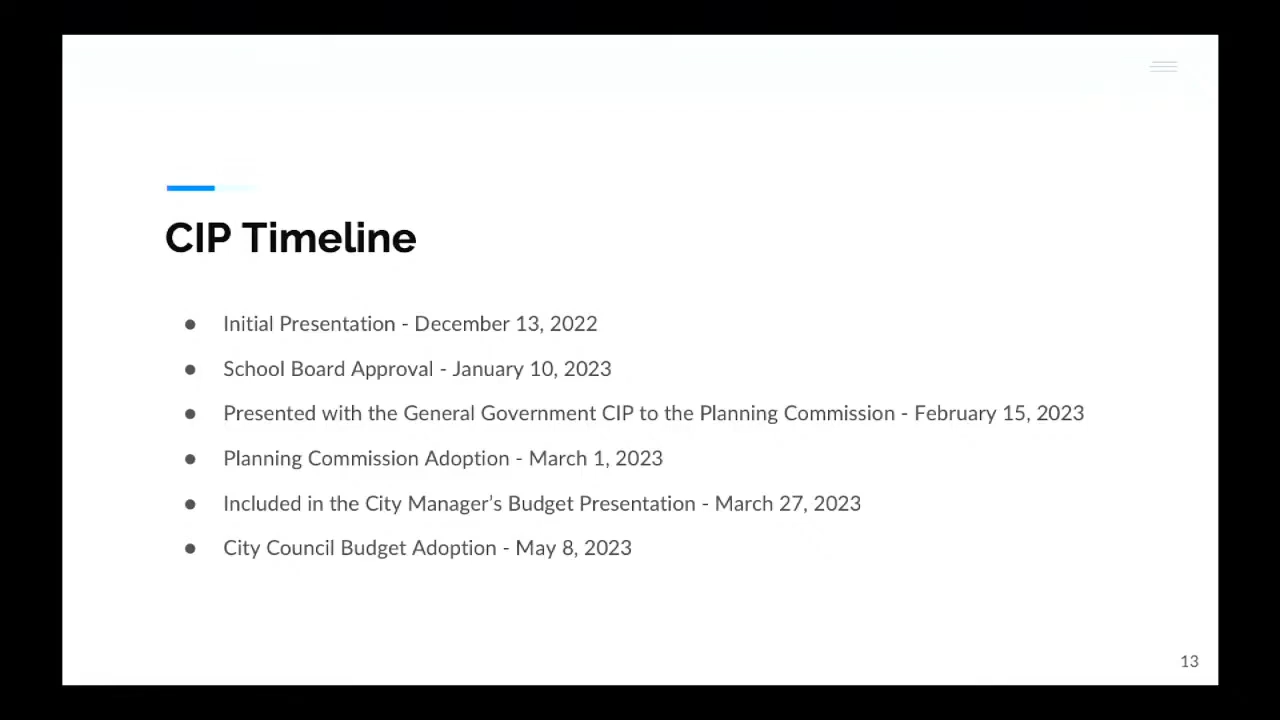 CIP Timeline
● Initial Presentation - December 13, 2022
● School Board Approval - January 10, 2023
● Presented with the General Government CIP to the Planning Commission - February 15, 2023
● Planning Commission Adoption - March 1, 2023
● Included in the City Manager’s Budget Presentation - March 27, 2023
● City Council Budget Adoption - May 8, 2023
13